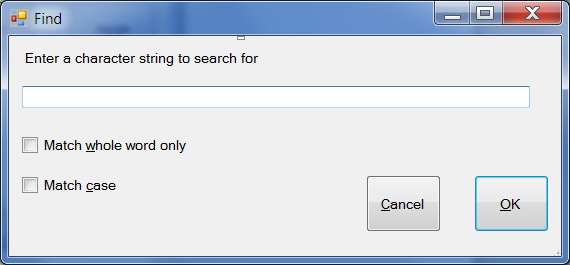 Find
Enter a character string to search for
Match whole word only
Match case
Cancel
OK